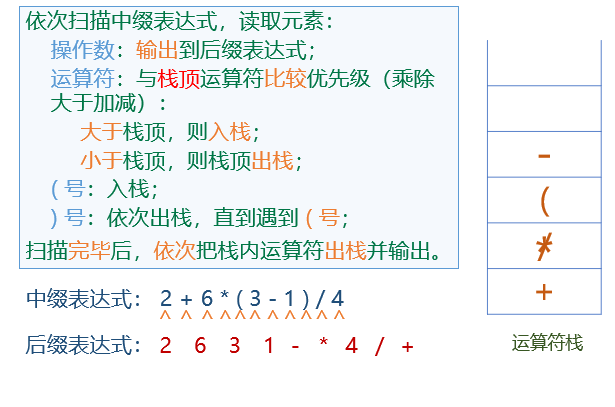 依次扫描中缀表达式，读取元素：
操作数：输出到后缀表达式；
运算符：与栈顶运算符比较优先级（乘除
大于加减）：
大于栈顶，则入栈；
小于栈顶，则栈顶出栈；
( 号：入栈；
) 号：依次出栈，直到遇到 ( 号；
扫描完毕后，依次把栈内运算符出栈并输出。
中缀表达式： 2 + 6 * ( 3 - 1 ) / 4
^ ^ ^ ^ ^ ^ ^ ^ ^ ^ ^
后缀表达式： 2 6 3 1 - * 4 / +
-
(
+
运算符栈